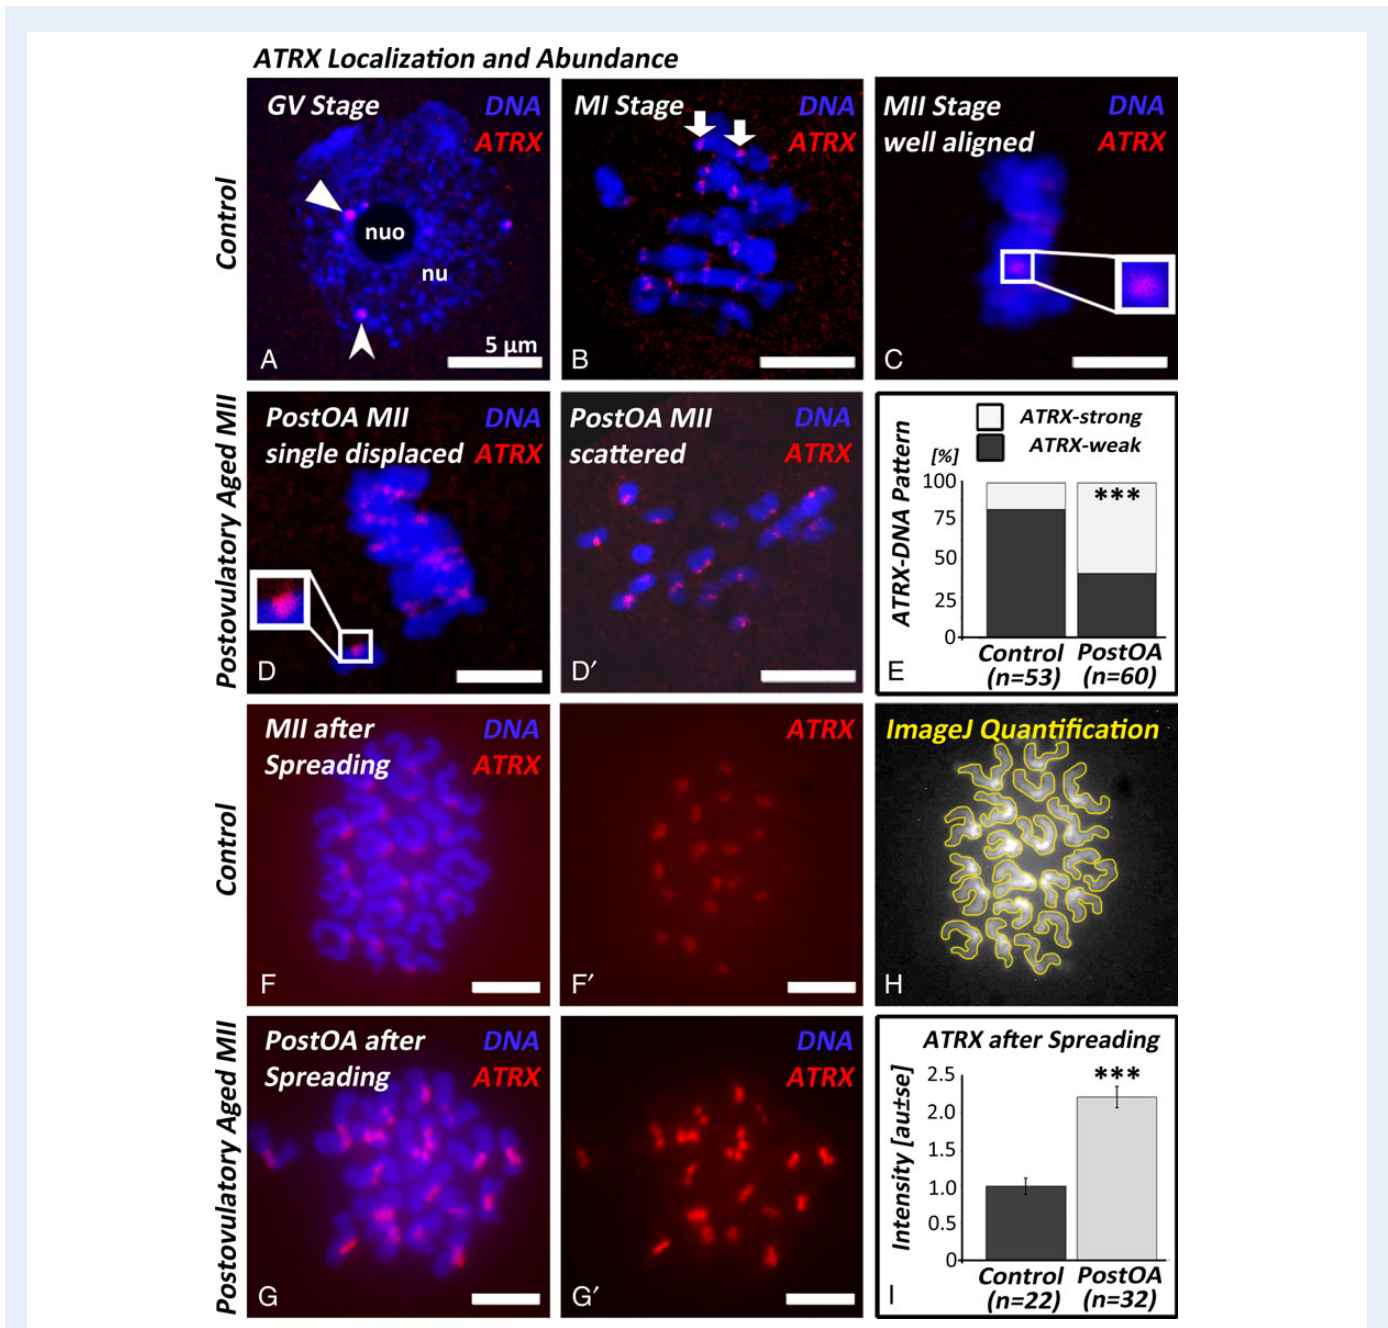 ATRX Localization and Abundance
Control
GV Stage
DNA
ATRX
nuo
nu
5 µm
A
MI Stage
DNA
ATRX
B
MII Stage
well aligned
DNA
ATRX
C
Postovulatory Aged MII
PostOA MII
single displaced
DNA
ATRX
D
PostOA MII
scattered
DNA
ATRX
D′
ATRX-DNA Pattern
[%]
ATRX-strong
ATRX-weak
100
75
50
25
0
***
Control
(n=53)
PostOA
(n=60)
E
Control
MII after
Spreading
DNA
ATRX
F
ATRX
F′
ImageJ Quantification
H
Postovulatory Aged MII
PostOA after
Spreading
DNA
ATRX
G
DNA
ATRX
G′
ATRX after Spreading
Intensity [au±se]
2.5
2.0
1.5
1.0
0.5
0
***
Control
(n=22)
PostOA
(n=32)
I